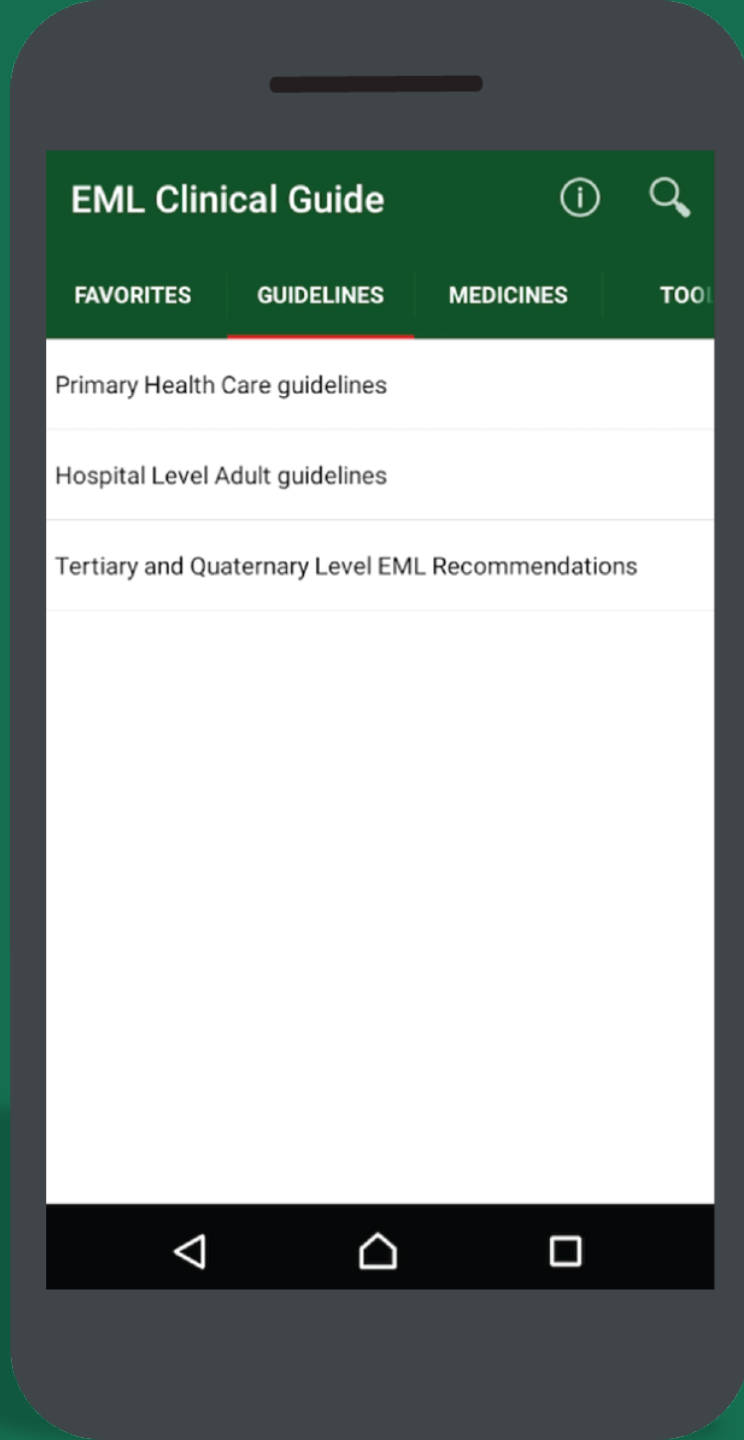 EML Clinical Guide
FAVORITES GUIDELINES MEDICINES TOOL
Primary Health Care guidelines
Hospital Level Adult guidelines
Tertiary and Quaternary Level EML Recommendations